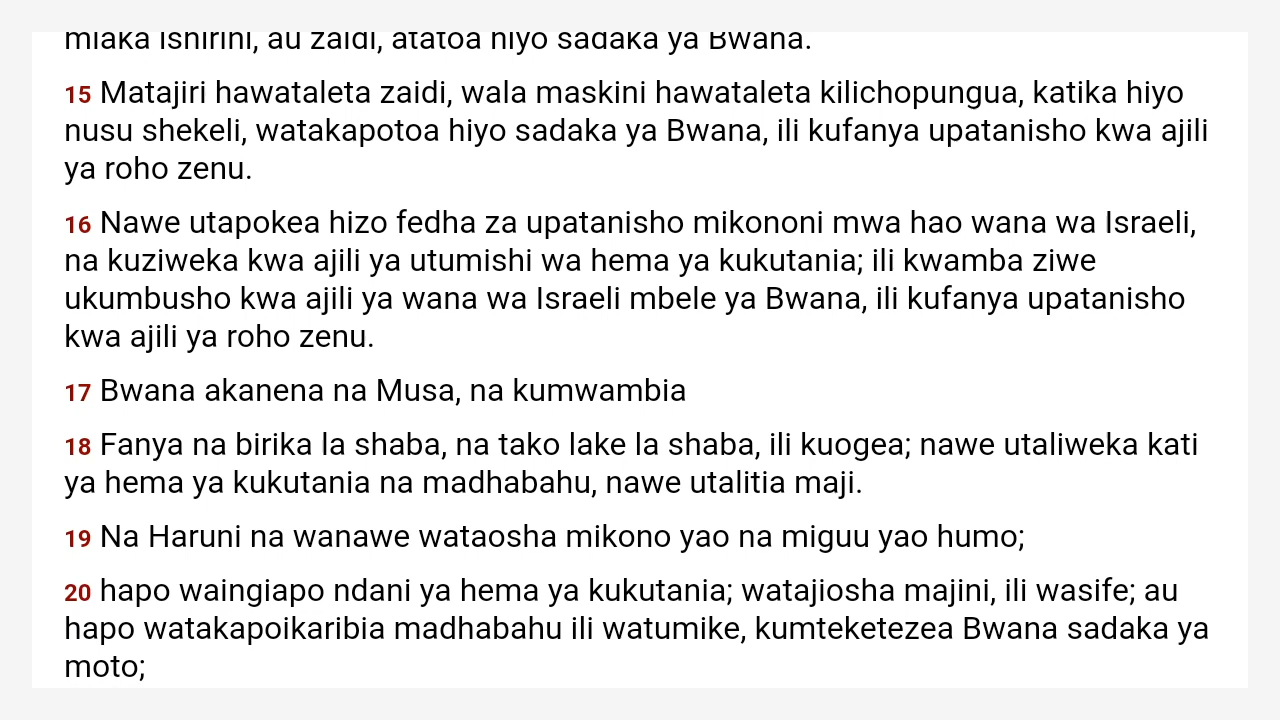 miaka ishirini, au zaidi, atatoa hiyo sadaka ya Bwana.
15 Matajiri hawataleta zaidi, wala maskini hawataleta kilichopungua, katika hiyo
nusu shekeli, watakapotoa hiyo sadaka ya Bwana, ili kufanya upatanisho kwa ajili
ya roho zenu.
16 Nawe utapokea hizo fedha za upatanisho mikononi mwa hao wana wa Israeli,
na kuziweka kwa ajili ya utumishi wa hema ya kukutania; ili kwamba ziwe
ukumbusho kwa ajili ya wana wa Israeli mbele ya Bwana, ili kufanya upatanisho
kwa ajili ya roho zenu.
17 Bwana akanena na Musa, na kumwambia
18 Fanya na birika la shaba, na tako lake la shaba, ili kuogea; nawe utaliweka kati
ya hema ya kukutania na madhabahu, nawe utalitia maji.
19 Na Haruni na wanawe wataosha mikono yao na miguu yao humo;
20 hapo waingiapo ndani ya hema ya kukutania; watajiosha majini, ili wasife; au
hapo watakapoikaribia madhabahu ili watumike, kumteketezea Bwana sadaka ya
moto;